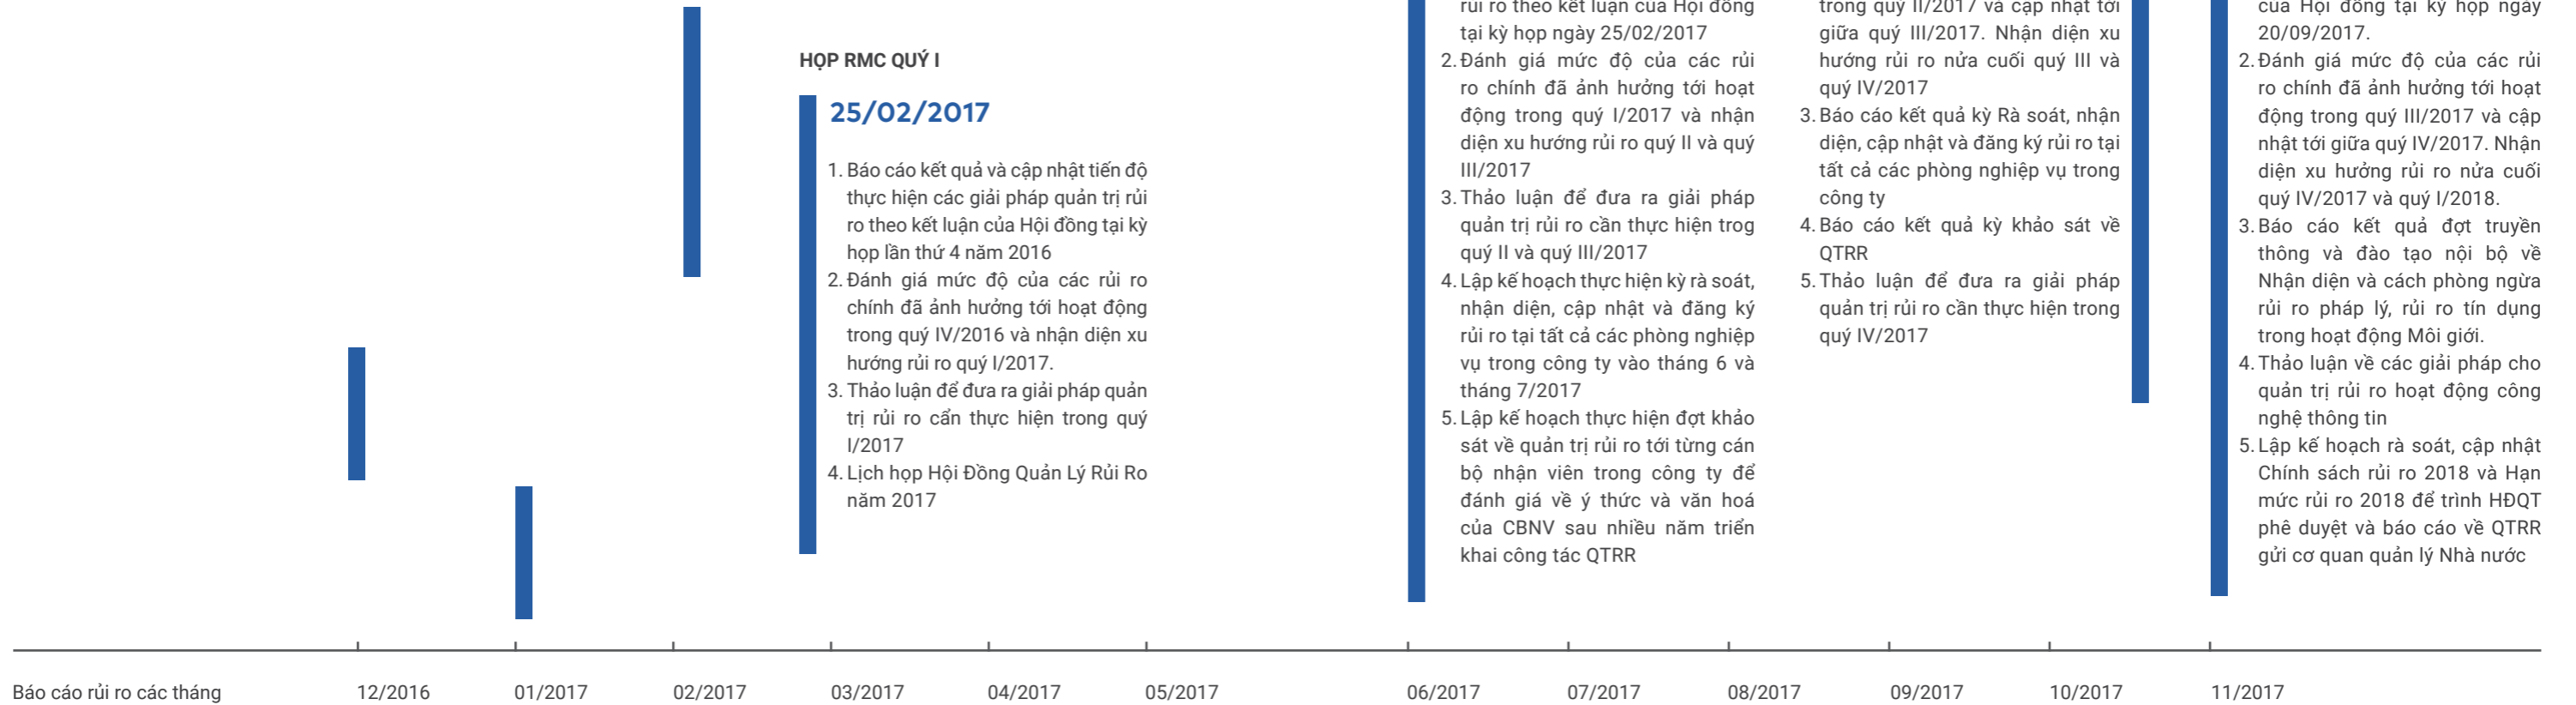 HỌP RMC QUÝ I
25/02/2017
1. Báo cáo kết quả và cập nhật tiến độ
thực hiện các giải pháp quản trị rủi
ro theo kết luận của Hội đồng tại kỳ
họp lần thứ 4 năm 2016
2. Đánh giá mức độ của các rủi ro
chính đã ảnh hưởng tới hoạt động
trong quý IV/2016 và nhận diện xu
hướng rủi ro quý I/2017.
3. Thảo luận để đưa ra giải pháp quản
trị rủi ro cẩn thực hiện trong quý
I/2017
4. Lịch họp Hội Đồng Quản Lý Rủi Ro
năm 2017
rủi ro theo kết luận của Hội đồng
tại kỳ họp ngày 25/02/2017
2. Đánh giá mức độ của các rủi
ro chính đã ảnh hưởng tới hoạt
động trong quý I/2017 và nhận
diện xu hướng rủi ro quý II và quý
III/2017
3. Thảo luận để đưa ra giải pháp
quản trị rủi ro cần thực hiện trog
quý II và quý III/2017
4. Lập kế hoạch thực hiện kỳ rà soát,
nhận diện, cập nhật và đăng ký
rủi ro tại tất cả các phòng nghiệp
vụ trong công ty vào tháng 6 và
tháng 7/2017
5. Lập kế hoạch thực hiện đợt khảo
sát về quản trị rủi ro tới từng cán
bộ nhận viên trong công ty để
đánh giá về ý thức và văn hoá
của CBNV sau nhiều năm triển
khai công tác QTRR
trong quý II/2017 và cập nhật tới
giữa quý III/2017. Nhận diện xu
hướng rủi ro nửa cuối quý III và
quý IV/2017
3. Báo cáo kết quả kỳ Rà soát, nhận
diện, cập nhật và đăng ký rủi ro tại
tất cả các phòng nghiệp vụ trong
công ty
4. Báo cáo kết quả kỳ khảo sát về
QTRR
5. Thảo luận để đưa ra giải pháp
quản trị rủi ro cần thực hiện trong
quý IV/2017
của Hội đồng tại kỳ họp ngày
20/09/2017.
2. Đánh giá mức độ của các rủi
ro chính đã ảnh hưởng tới hoạt
động trong quý III/2017 và cập
nhật tới giữa quý IV/2017. Nhận
diện xu hưởng rủi ro nửa cuối
quý IV/2017 và quý I/2018.
3. Báo cáo kết quả đợt truyền
thông và đào tạo nội bộ về
Nhận diện và cách phòng ngừa
rủi ro pháp lý, rủi ro tín dụng
trong hoạt động Môi giới.
4. Thảo luận về các giải pháp cho
quản trị rủi ro hoạt động công
nghệ thông tin
5. Lập kế hoạch rà soát, cập nhật
Chính sách rủi ro 2018 và Hạn
mức rủi ro 2018 để trình HĐQT
phê duyệt và báo cáo về QTRR
gửi cơ quan quản lý Nhà nước
Báo cáo rủi ro các tháng 12/2016 01/2017 02/2017 03/2017 04/2017 05/2017 06/2017 07/2017 08/2017 09/2017 10/2017 11/2017